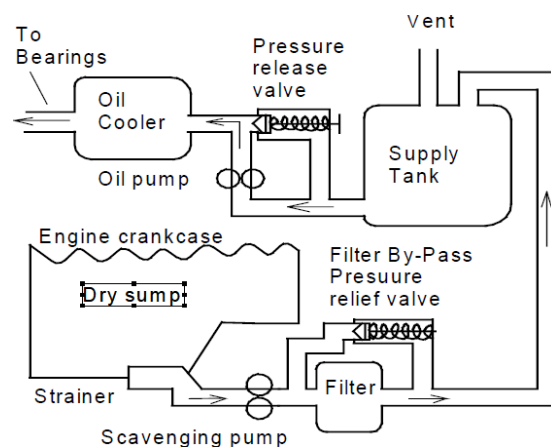 To
Bearings
Oil
Cooler
Pressure
release
valve
Vent
Supply
Tank
Oil pump
Engine crankcase
Dry sump
Filter By-Pass
Presuure
relief valve
Strainer
Filter
Scavenging pump